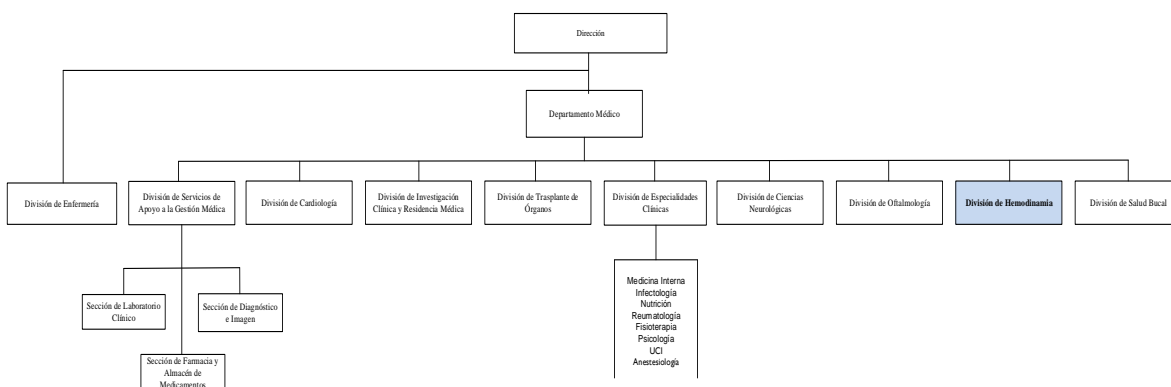 Dirección
Departamento Médico
División de Enfermería
División de Servicios de
Apoyo a la Gestión Médica
División de Cardiología
División de Investigación
Clínica y Residencia Médica
División de Trasplante de
Órganos
División de Especialidades
Clínicas
División de Ciencias
Neurológicas
División de Oftalmología
División de Hemodinamia
División de Salud Bucal
Sección de Laboratorio
Clínico
Sección de Diagnóstico
e Imagen
Sección de Farmacia y
Almacén de
Medicamentos
Medicina Interna
Infectología
Nutrición
Reumatología
Fisioterapia
Psicología
UCI
Anestesiología